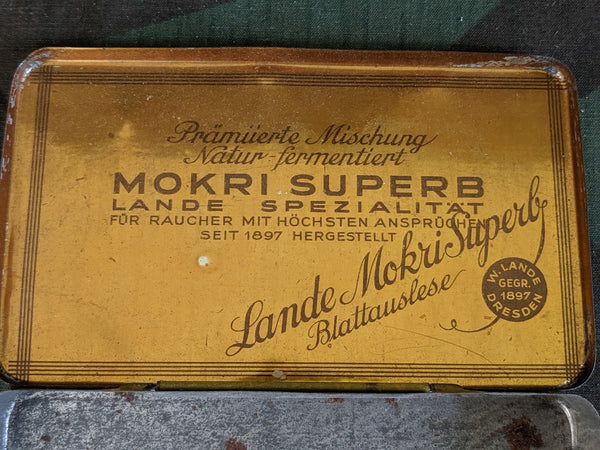 Prämiierte Mischung
Natur-fermentiert
MOKRI SUPERB
LANDE SPEZIALITÄT
FÜR RAUCHER MIT HÖCHSTEN ANSPRÜCHEN
SEIT 1897 HERGESTELLT
Lande Mokri Superb
Blattauslese
W. LANDE
GEGR.
1897
DRESDEN